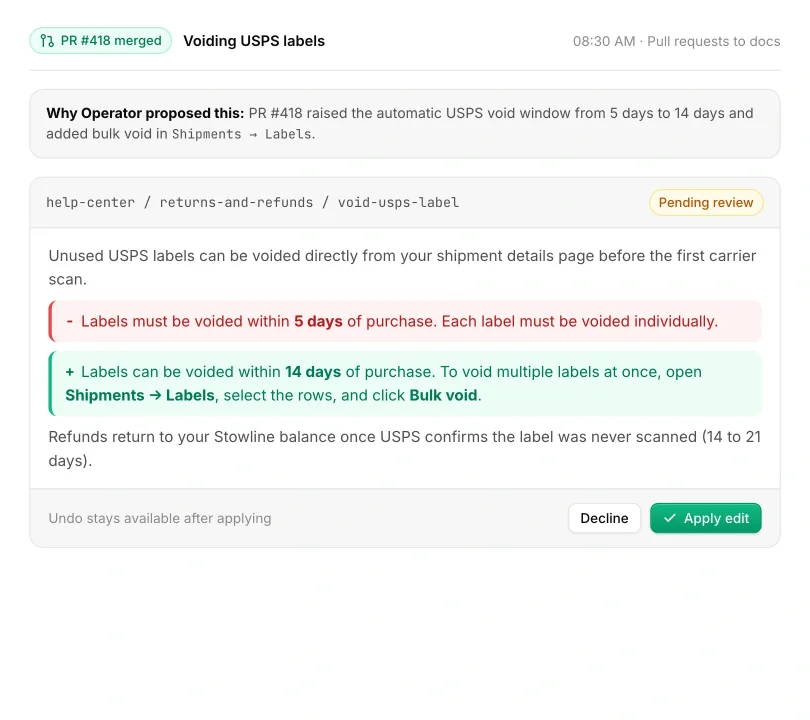 PR #418 merged Voiding USPS labels 08:30 AM · Pull requests to docs
Why Operator proposed this: PR #418 raised the automatic USPS void window from 5 days to 14 days and
added bulk void in Shipments → Labels.
help-center / returns-and-refunds / void-usps-label Pending review
Unused USPS labels can be voided directly from your shipment details page before the first carrier
scan.
- Labels must be voided within 5 days of purchase. Each label must be voided individually.
+ Labels can be voided within 14 days of purchase. To void multiple labels at once, open
Shipments → Labels, select the rows, and click Bulk void.
Refunds return to your Stowline balance once USPS confirms the label was never scanned (14 to 21
days).
Undo stays available after applying Decline Apply edit